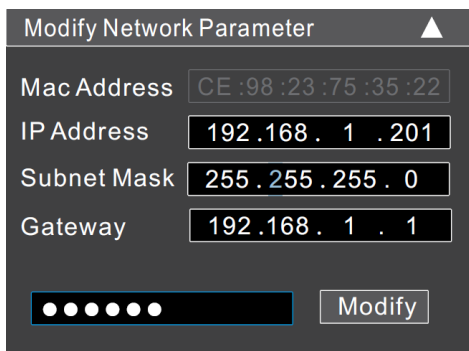 Modify Network Parameter
Mac Address CE :98 :23 :75 :35 :22
IP Address 192 .168 . 1 .201
Subnet Mask 255 . 255 . 255 . 0
Gateway 192 .168 . 1 . 1
●●●●●● Modify